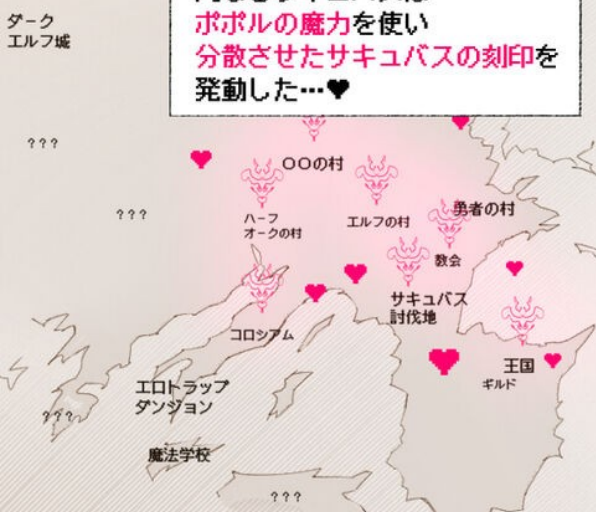 ポポルの魔力を使い
分散させたサキュバスの刻印を
発動した…♥
ダーク
エルフ城
???
???
〇〇の村
ハーフ
オークの村
エルフの村
勇者の村
教会
サキュバス
討伐地
コロシアム
王国
ギルド
エロトラップ
ダンジョン
???
魔法学校
???